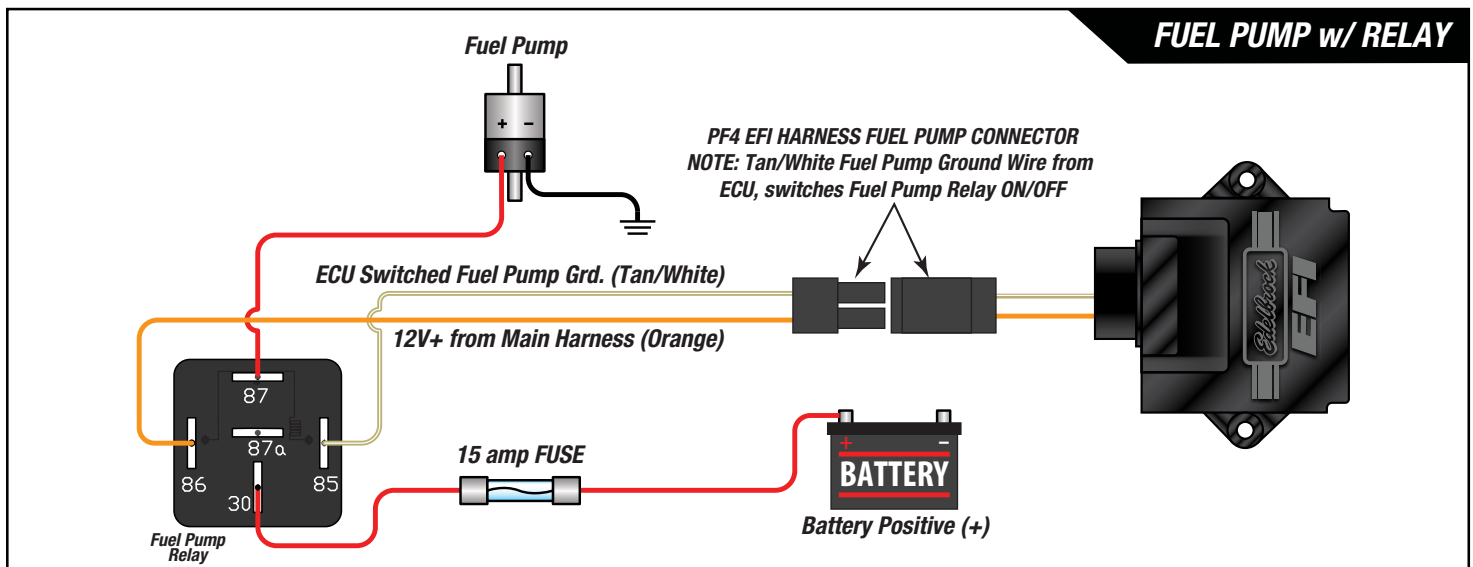 FUEL PUMP w/ RELAY
Fuel Pump
+ −
PF4 EFI HARNESS FUEL PUMP CONNECTOR
NOTE: Tan/White Fuel Pump Ground Wire from
ECU, switches Fuel Pump Relay ON/OFF
Edelbrock
EFI
ECU Switched Fuel Pump Grd. (Tan/White)
12V+ from Main Harness (Orange)
87
87a
86
85
30
Fuel Pump
Relay
15 amp FUSE
+ −
BATTERY
Battery Positive (+)